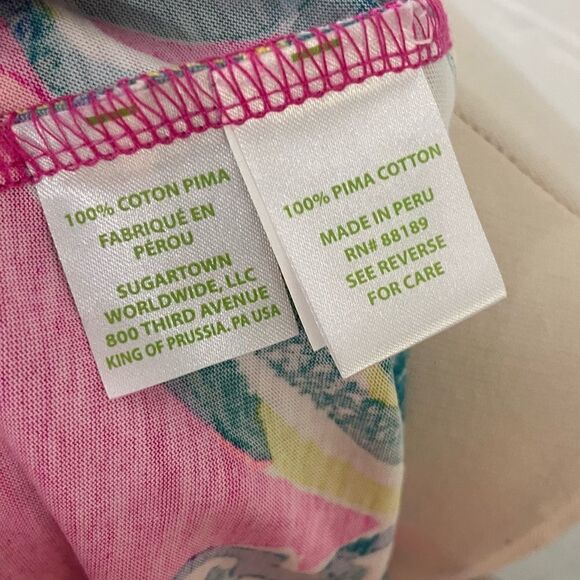 100% COTON PIMA
FABRIQUÉ EN
PÉROU
SUGARTOWN
WORLDWIDE, LLC
800 THIRD AVENUE
KING OF PRUSSIA, PA USA
100% PIMA COTTON
MADE IN PERU
RN# 88189
SEE REVERSE
FOR CARE